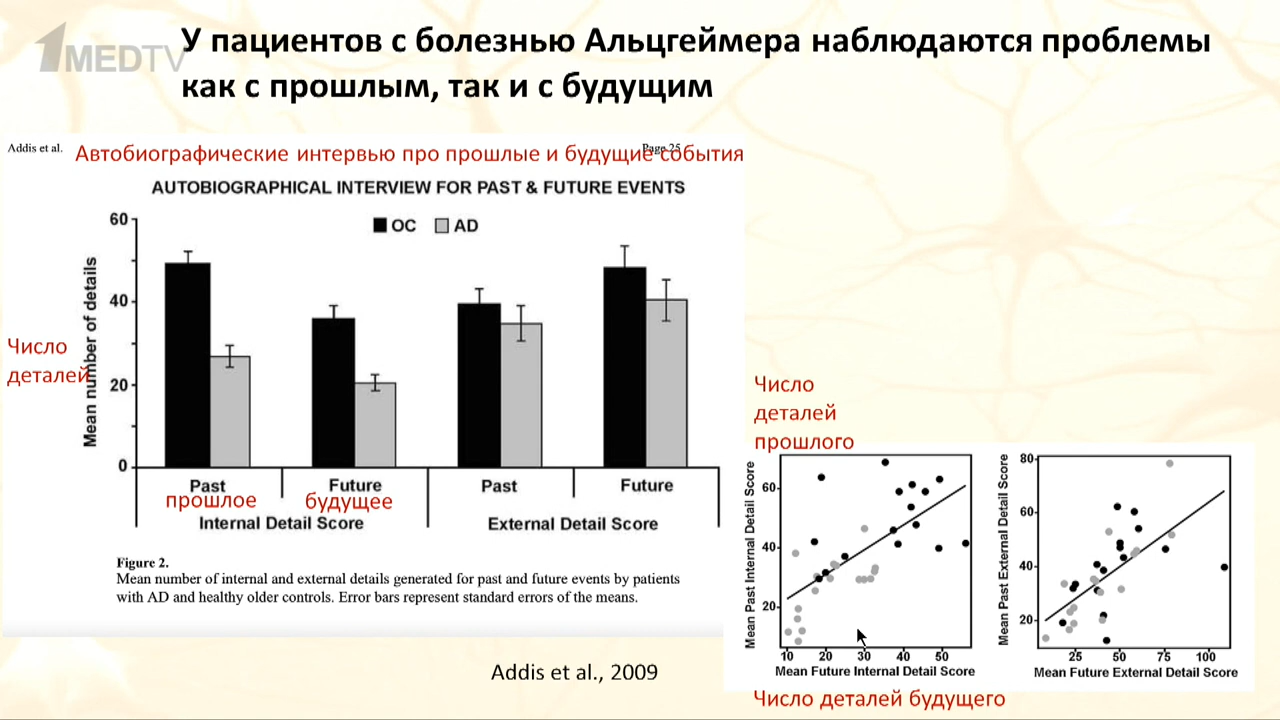 1MEDTV
У пациентов с болезнью Альцгеймера наблюдаются проблемы
как с прошлым, так и с будущим
Addis et al.
Автобиографические интервью про прошлые и будущие события
Page 25
AUTOBIOGRAPHICAL INTERVIEW FOR PAST & FUTURE EVENTS
OC AD
Mean number of details
60
40
20
0
Число
деталей
Past Future Past Future
прошлое будущее
Internal Detail Score External Detail Score
Figure 2.
Mean number of internal and external details generated for past and future events by patients
with AD and healthy older controls. Error bars represent standard errors of the means.
Addis et al., 2009
Число
деталей
прошлого
Mean Past Internal Detail Score
60
40
20
10 20 30 40 50
Mean Future Internal Detail Score
Mean Past External Detail Score
80
60
40
20
25 50 75 100
Mean Future External Detail Score
Число деталей будущего